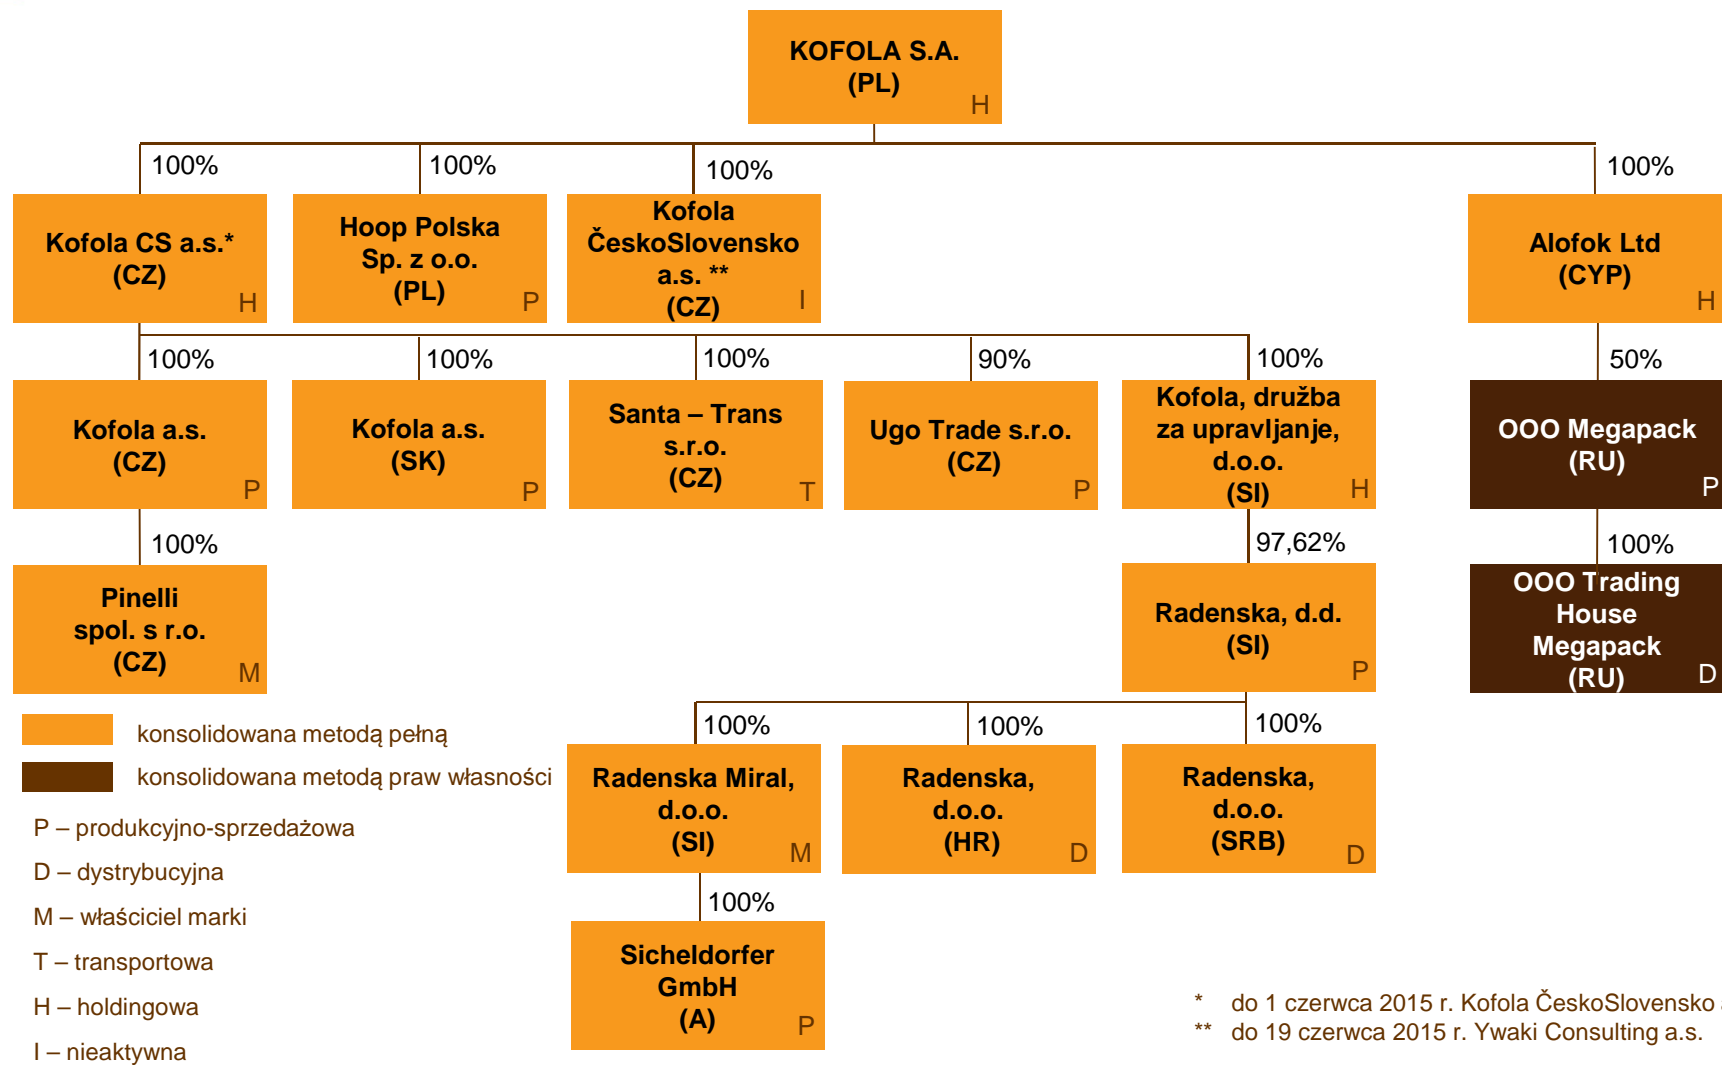 KOFOLA S.A.
(PL)
H
100%
100%
100%
100%
Kofola CS a.s.*
(CZ)
H
Hoop Polska
Sp. z o.o.
(PL)
P
Kofola
ČeskoSlovensko
a.s. **
(CZ)
I
Alofok Ltd
(CYP)
H
100%
100%
100%
90%
100%
50%
Kofola a.s.
(CZ)
P
Kofola a.s.
(SK)
P
Santa – Trans
s.r.o.
(CZ)
T
Ugo Trade s.r.o.
(CZ)
P
Kofola, družba
za upravljanje,
d.o.o.
(SI)
H
OOO Megapack
(RU)
P
100%
97,62%
100%
Pinelli
spol. s r.o.
(CZ)
M
Radenska, d.d.
(SI)
P
OOO Trading
House
Megapack
(RU)
D
100%
100%
100%
Radenska Miral,
d.o.o.
(SI)
M
Radenska,
d.o.o.
(HR)
D
Radenska,
d.o.o.
(SRB)
D
100%
Sicheldorfer
GmbH
(A)
P
konsolidowana metodą pełną
konsolidowana metodą praw własności
P – produkcyjno-sprzedażowa
D – dystrybucyjna
M – właściciel marki
T – transportowa
H – holdingowa
I – nieaktywna
* do 1 czerwca 2015 r. Kofola ČeskoSlovensko
** do 19 czerwca 2015 r. Ywaki Consulting a.s.